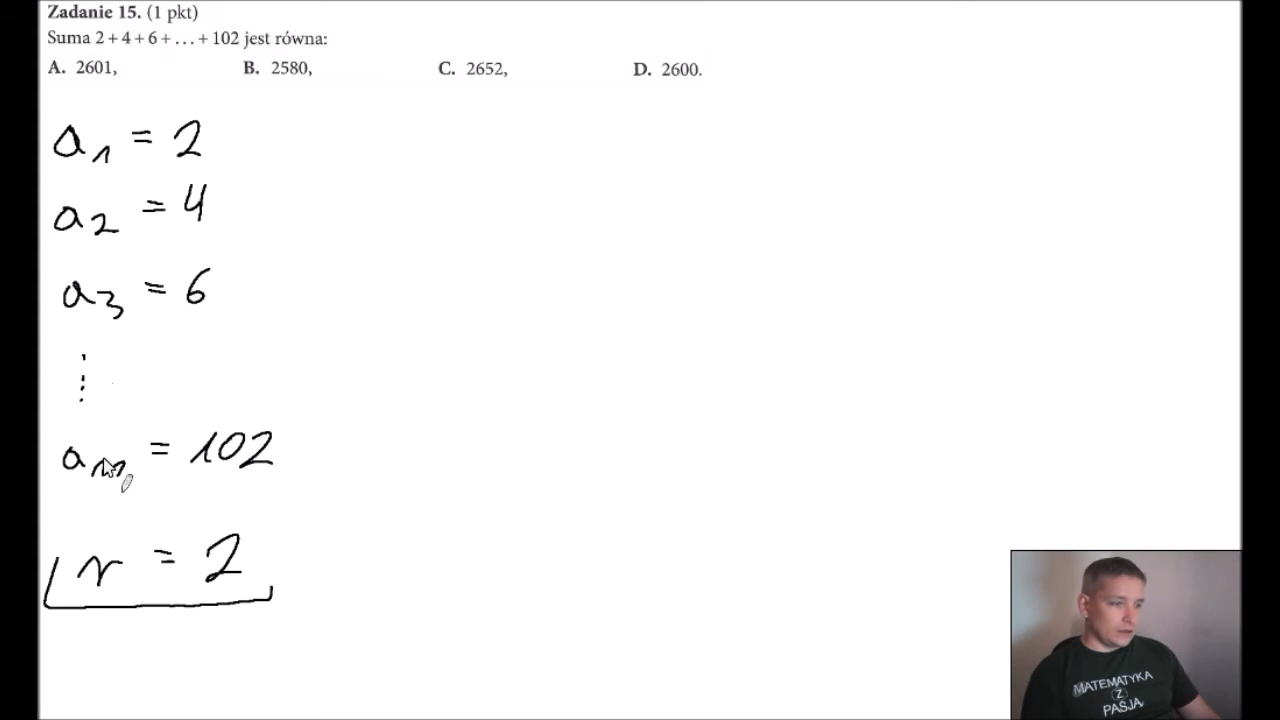 Zadanie 15. (1 pkt)
Suma 2 + 4 + 6 + … + 102 jest równa:
A. 2601, B. 2580, C. 2652, D. 2600.
a₁ = 2
a₂ = 4
a₃ = 6
⋮
aₙ = 102
r = 2
MATEMATYKA
Z
PASJĄ